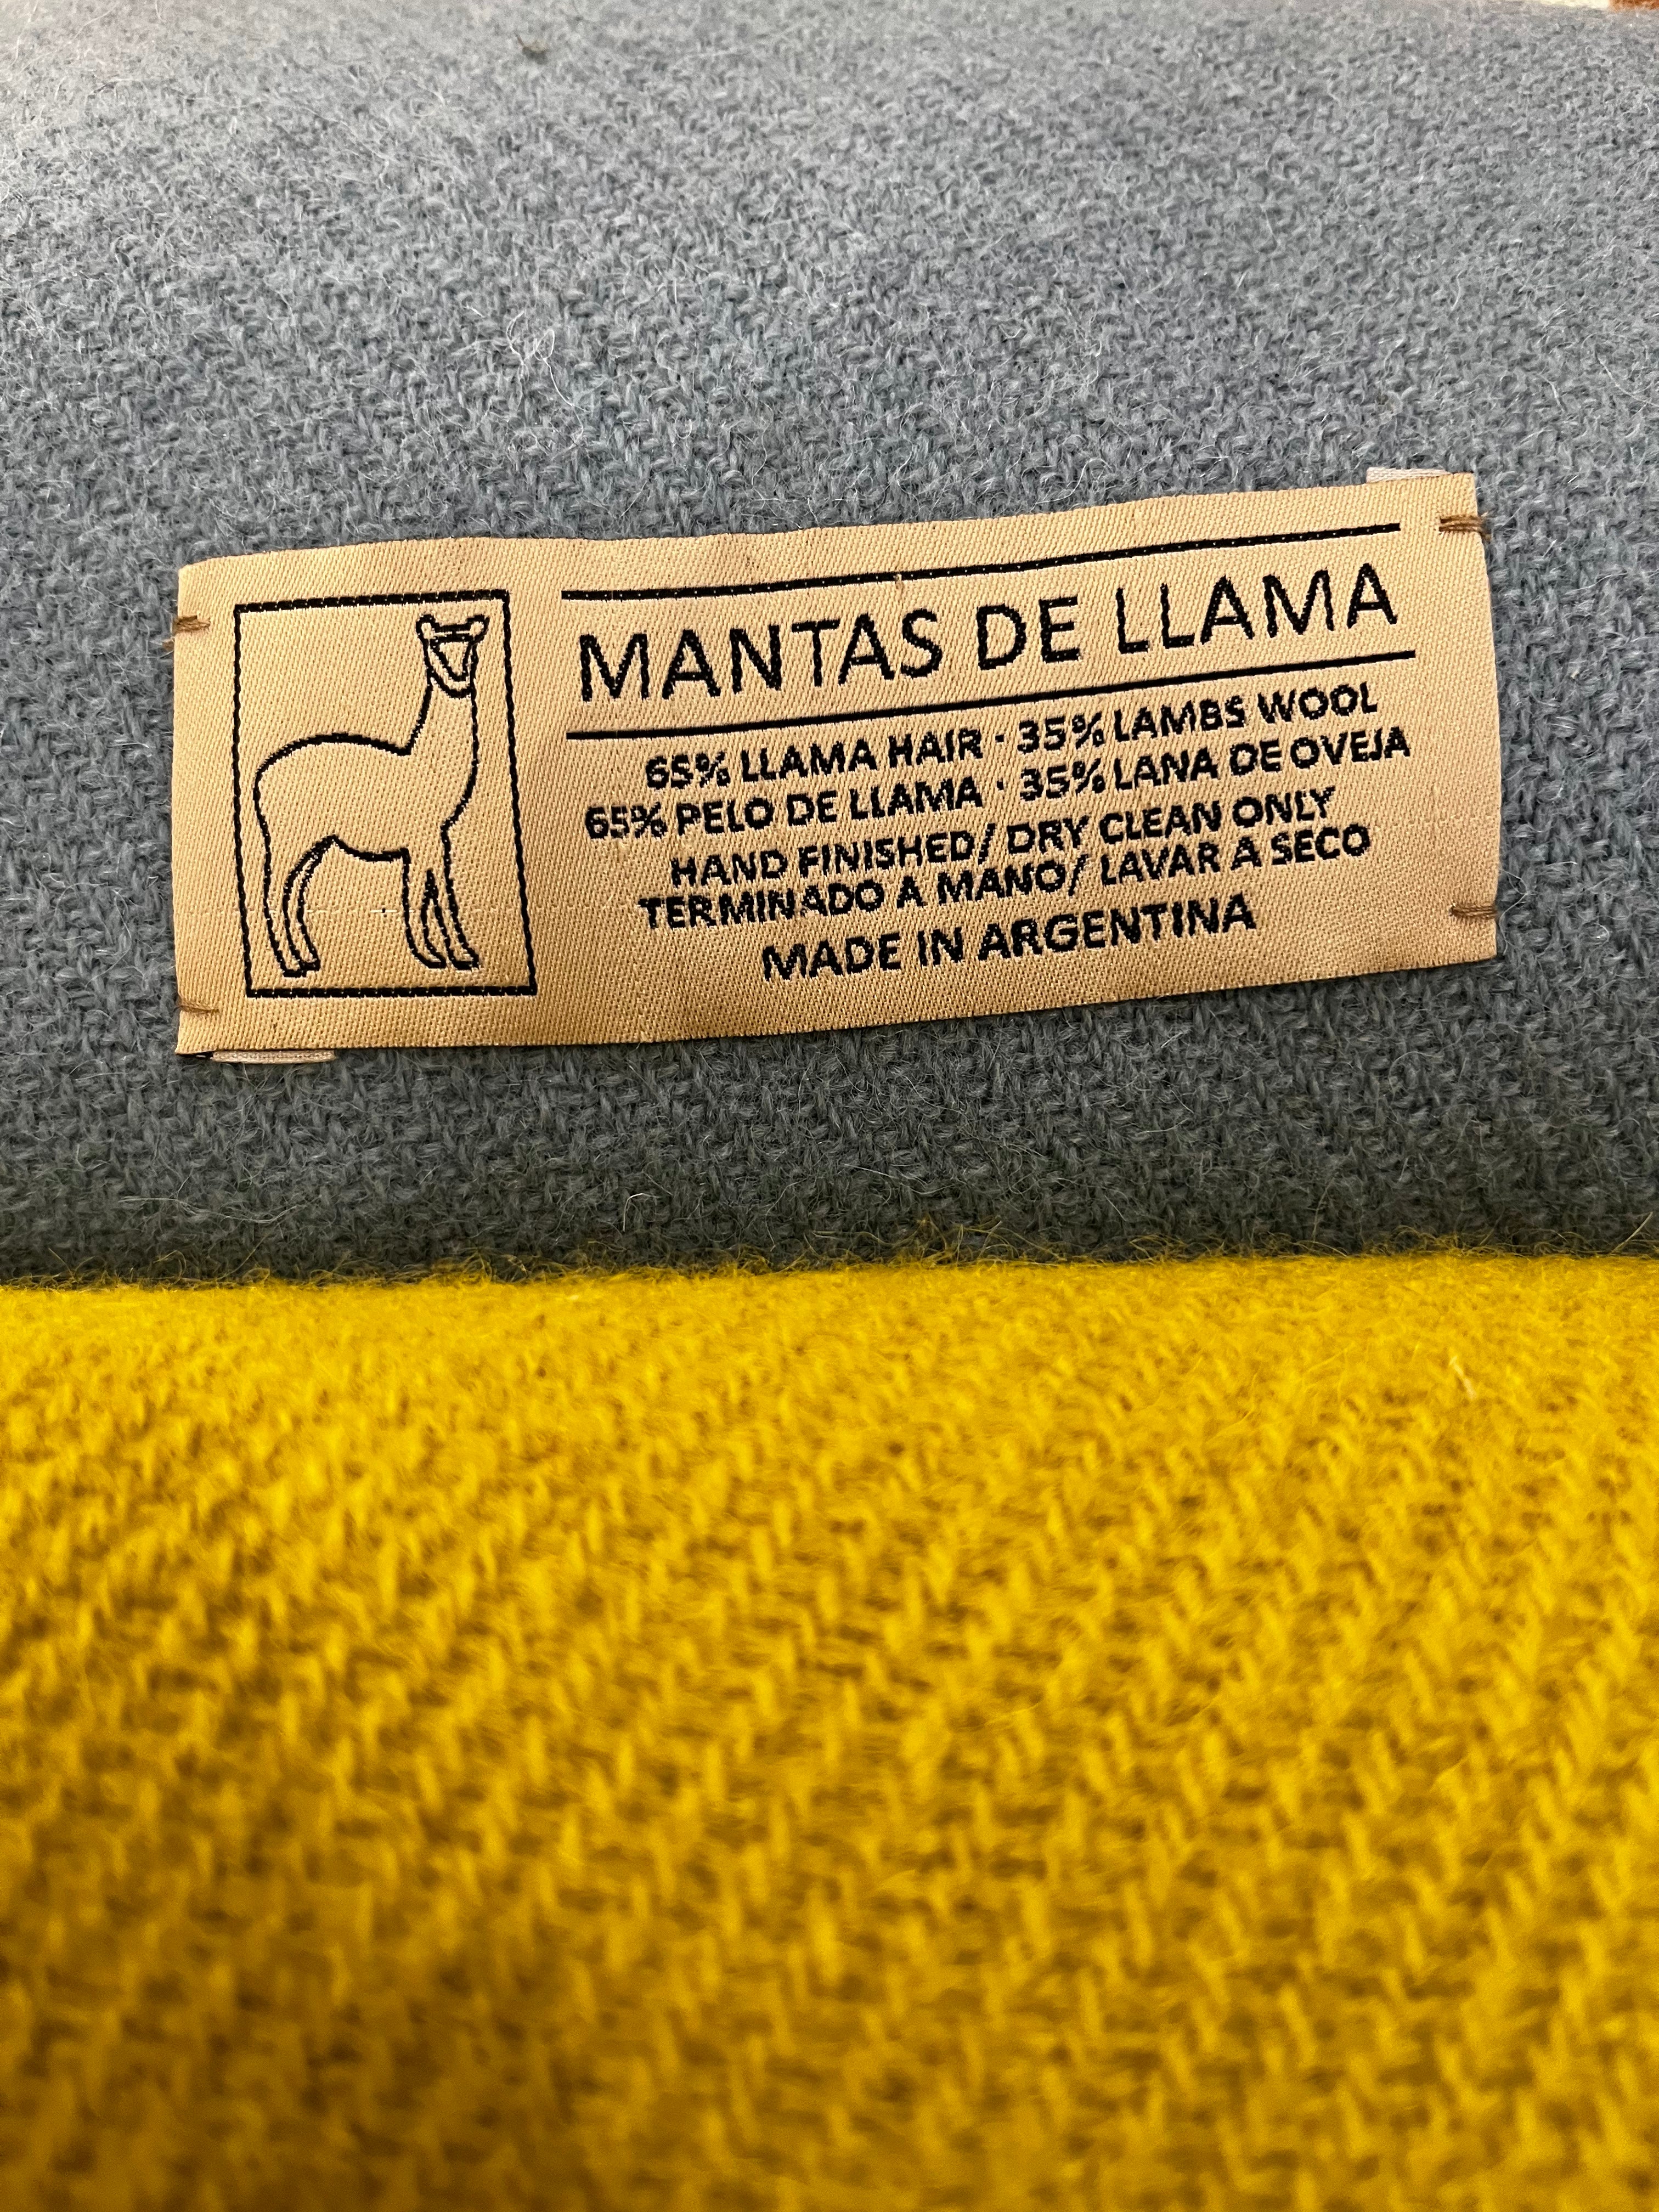 MANTAS DE LLAMA
65% LLAMA HAIR · 35% LAMBS WOOL
65% PELO DE LLAMA · 35% LANA DE OVEJA
HAND FINISHED/ DRY CLEAN ONLY
TERMINADO A MANO/ LAVAR A SECO
MADE IN ARGENTINA